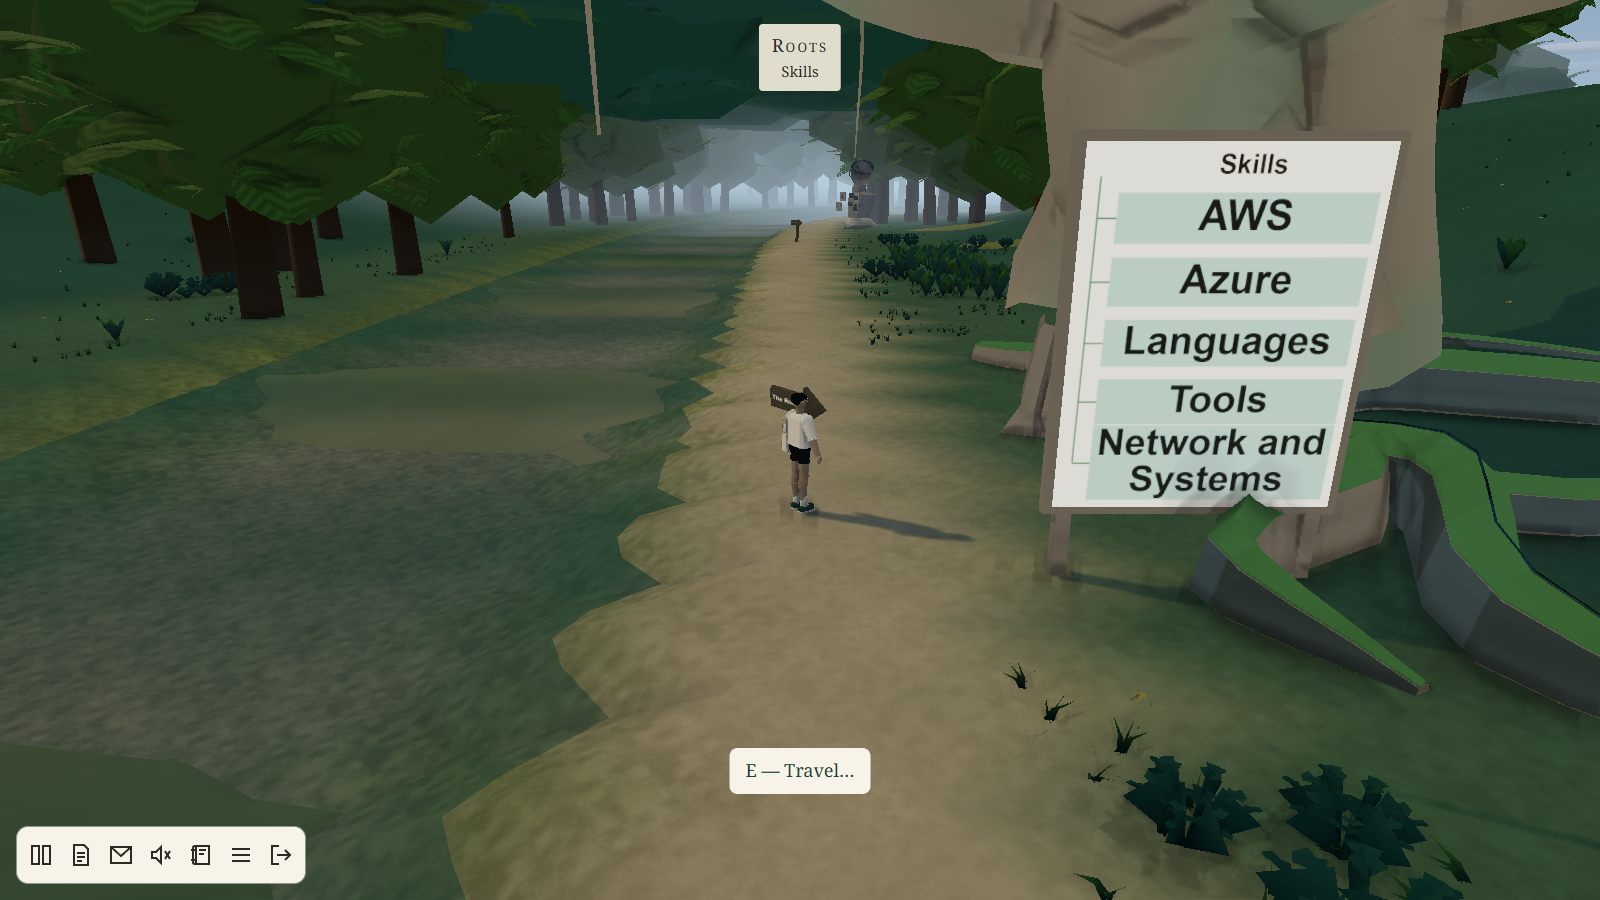 Roots
Skills
Skills
AWS
Azure
Languages
Tools
Network and
Systems
E — Travel...